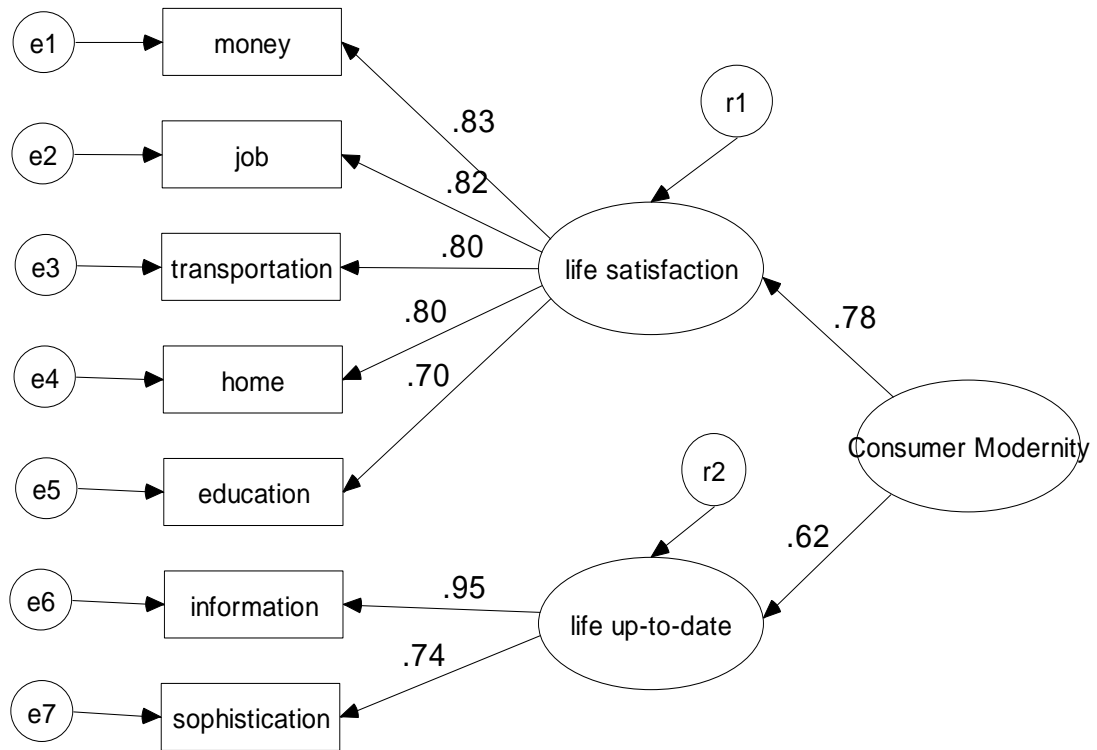 e1
money
r1
.83
e2
job
.82
e3
transportation
.80
life satisfaction
.80
.78
e4
home
.70
Consumer Modernity
r2
e5
education
.62
.95
e6
information
life up-to-date
.74
e7
sophistication